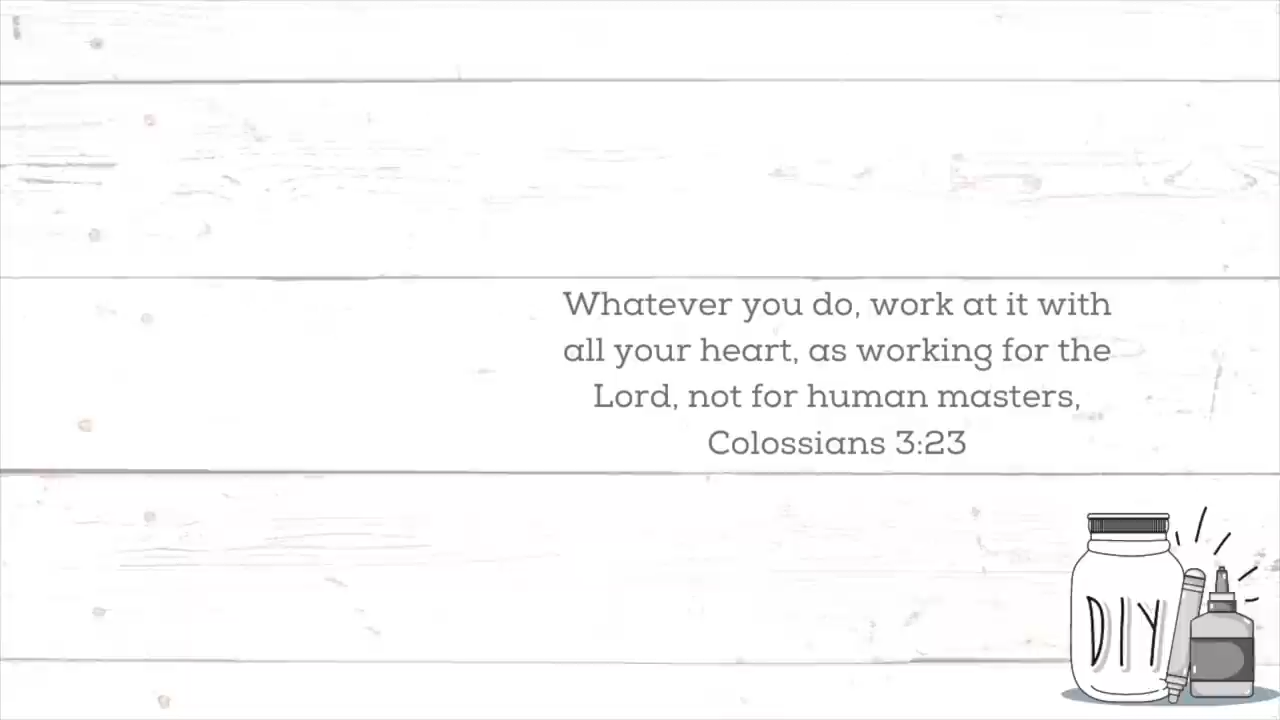 Whatever you do, work at it with
all your heart, as working for the
Lord, not for human masters,
Colossians 3:23
DIY